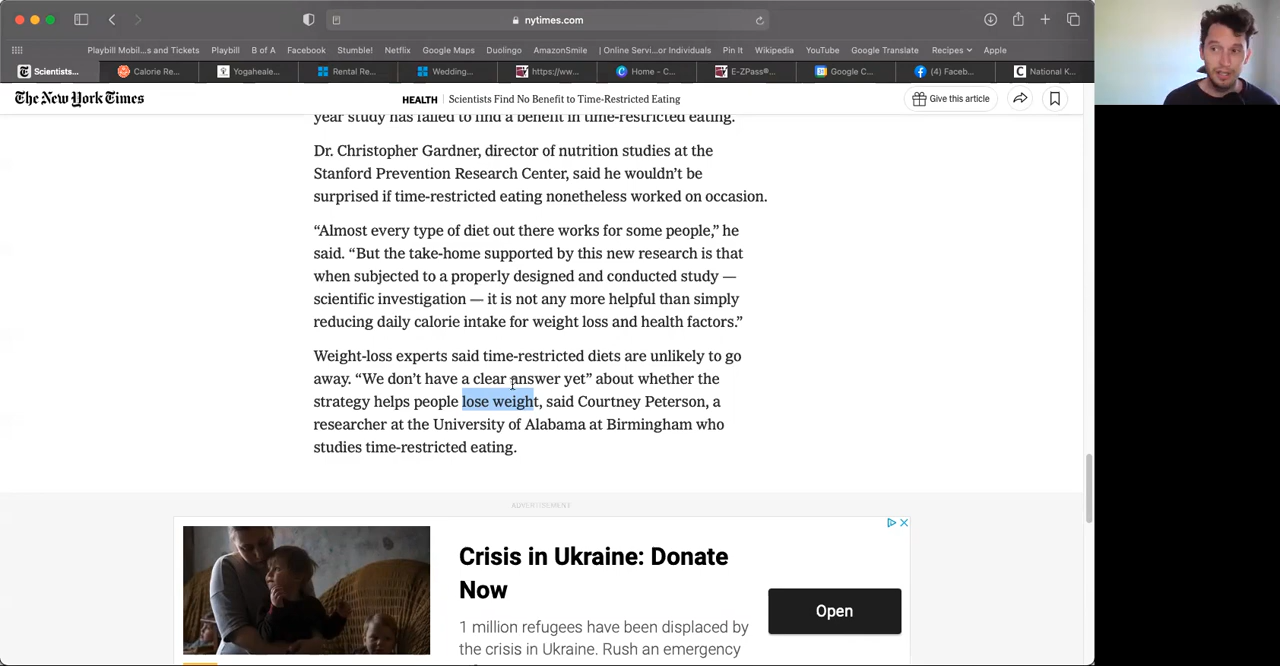 nytimes.com
Playbill Mobil...s and Tickets Playbill B of A Facebook Stumble! Netflix Google Maps Duolingo AmazonSmile | Online Servi...or Individuals Pin It Wikipedia YouTube Google Translate Recipes Apple
Scientists... Calorie Re... Yogaheale... Rental Re... Wedding... https://ww... Home - C... E-ZPass®... Google C... (4) Faceb... National K...
The New York Times HEALTH Scientists Find No Benefit to Time-Restricted Eating Give this article
year study has failed to find a benefit in time-restricted eating.
Dr. Christopher Gardner, director of nutrition studies at the
Stanford Prevention Research Center, said he wouldn’t be
surprised if time-restricted eating nonetheless worked on occasion.
“Almost every type of diet out there works for some people,” he
said. “But the take-home supported by this new research is that
when subjected to a properly designed and conducted study —
scientific investigation — it is not any more helpful than simply
reducing daily calorie intake for weight loss and health factors.”
Weight-loss experts said time-restricted diets are unlikely to go
away. “We don’t have a clear answer yet” about whether the
strategy helps people lose weight, said Courtney Peterson, a
researcher at the University of Alabama at Birmingham who
studies time-restricted eating.
ADVERTISEMENT
Crisis in Ukraine: Donate
Now
1 million refugees have been displaced by
the crisis in Ukraine. Rush an emergency
Open